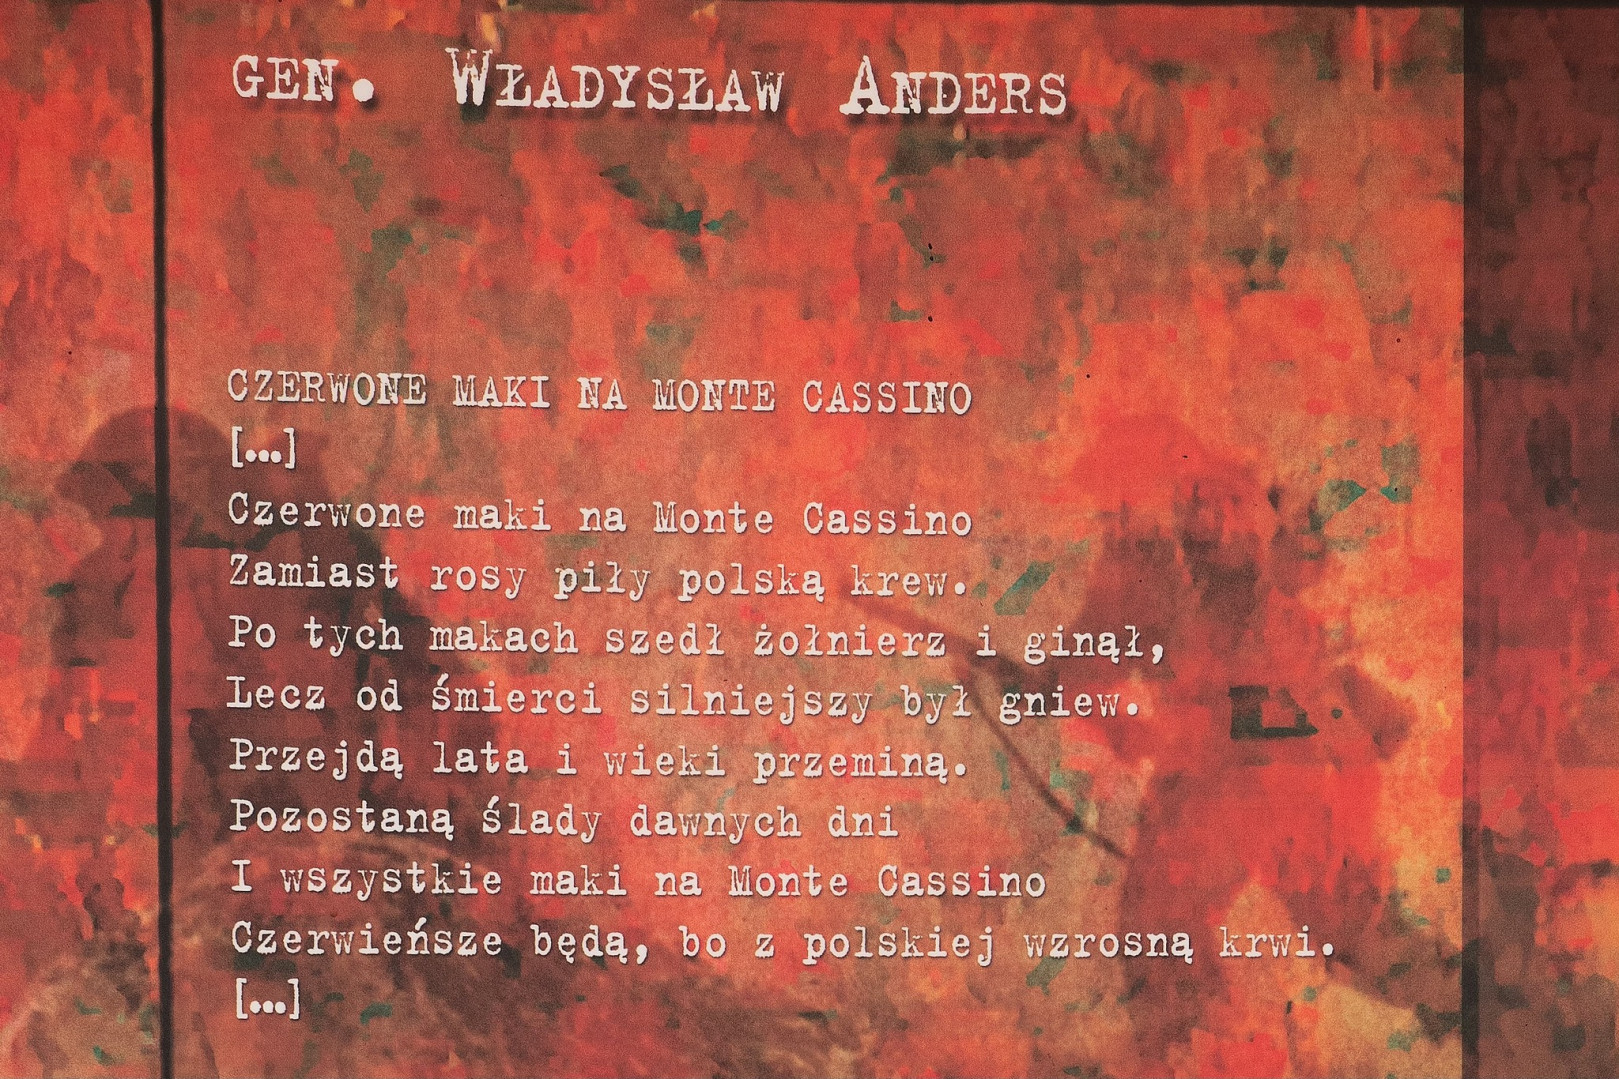 GEN. WŁADYSŁAW ANDERS
CZERWONE MAKI NA MONTE CASSINO
[...]
Czerwone maki na Monte Cassino
Zamiast rosy piły polską krew.
Po tych makach szedł żołnierz i ginął,
Lecz od śmierci silniejszy był gniew.
Przejdą lata i wieki przeminą.
Pozostaną ślady dawnych dni
I wszystkie maki na Monte Cassino
Czerwieńsze będą, bo z polskiej wzrosną krwi.
[...]